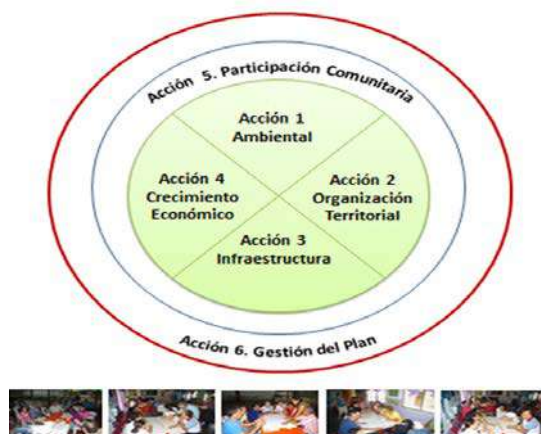 Acción 5. Participación Comunitaria
Acción 1
Ambiental
Acción 4
Crecimiento
Económico
Acción 2
Organización
Territorial
Acción 3
Infraestructura
Acción 6. Gestión del Plan